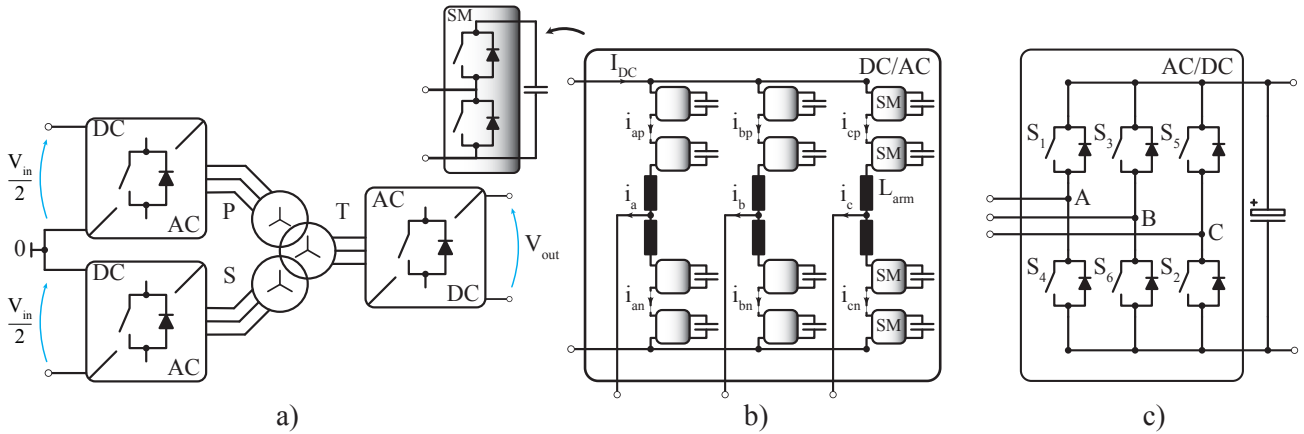 DC
V_in
2
AC
0
DC
V_in
2
AC
P
S
T
AC
DC
V_out
a)
SM
I_DC
DC/AC
SM
i_ap
i_bp
i_cp
SM
i_a
i_b
i_c
L_arm
SM
i_an
i_bn
i_cn
SM
b)
AC/DC
S_1
S_3
S_5
A
B
C
+
S_4
S_6
S_2
c)